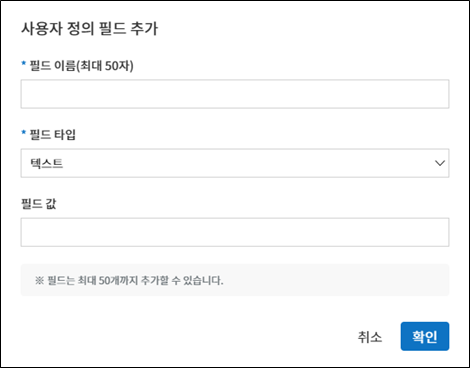 사용자 정의 필드 추가
* 필드 이름(최대 50자)
* 필드 타입
텍스트
필드 값
※ 필드는 최대 50개까지 추가할 수 있습니다.
취소 확인